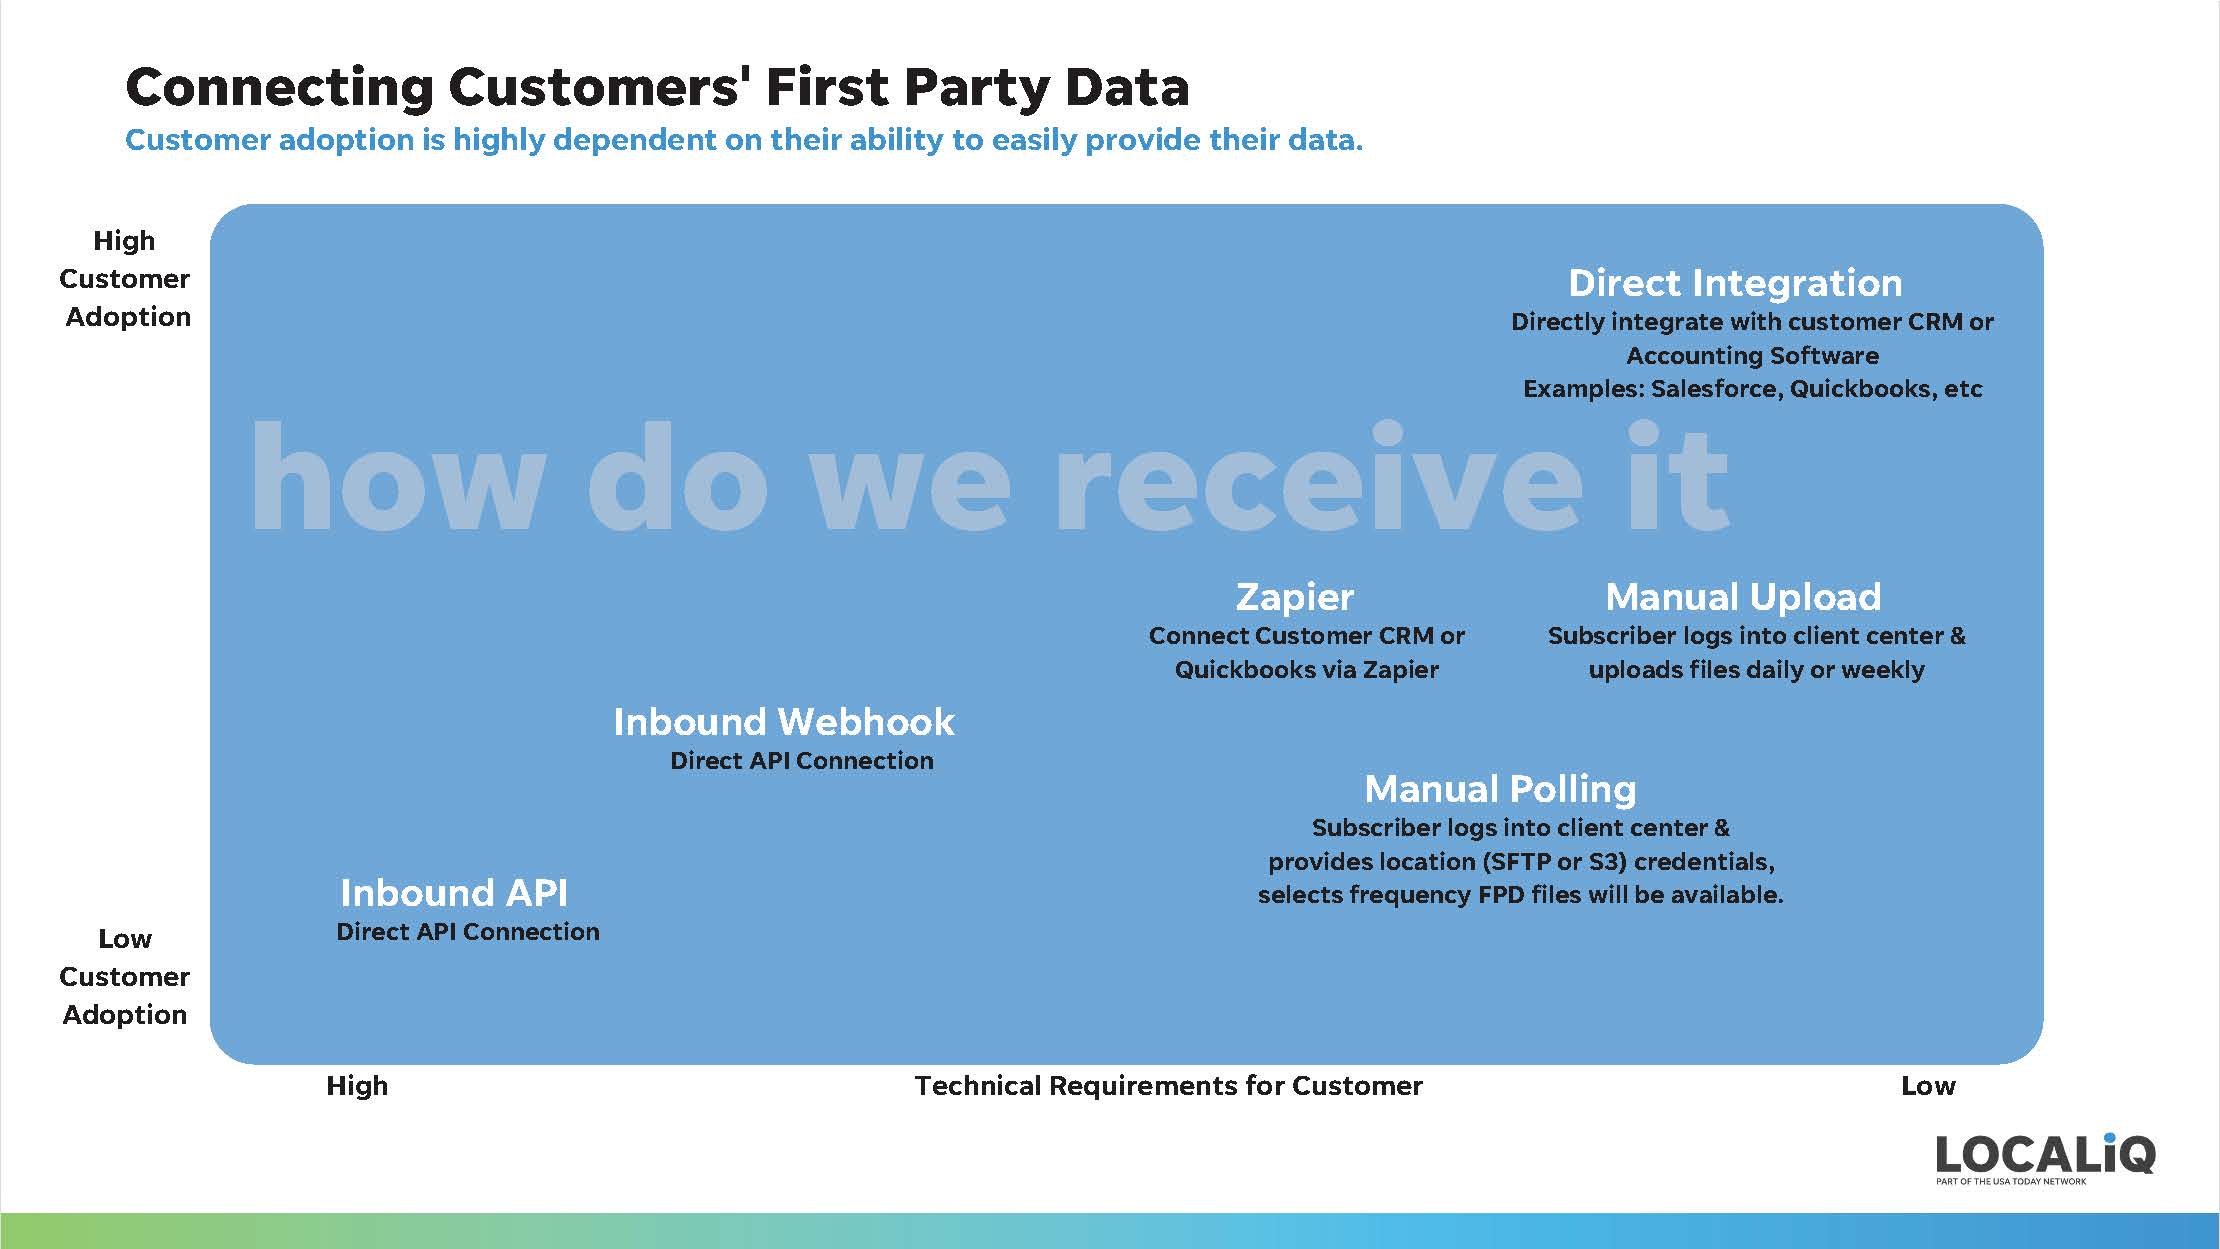 Connecting Customers' First Party Data
Customer adoption is highly dependent on their ability to easily provide their data.
High
Customer
Adoption
Direct Integration
Directly integrate with customer CRM or
Accounting Software
Examples: Salesforce, Quickbooks, etc
how do we receive it
Zapier
Connect Customer CRM or
Quickbooks via Zapier
Manual Upload
Subscriber logs into client center &
uploads files daily or weekly
Inbound Webhook
Direct API Connection
Manual Polling
Subscriber logs into client center &
provides location (SFTP or S3) credentials,
selects frequency FPD files will be available.
Inbound API
Direct API Connection
Low
Customer
Adoption
High
Technical Requirements for Customer
Low
LOCALiQ
PART OF THE USA TODAY NETWORK